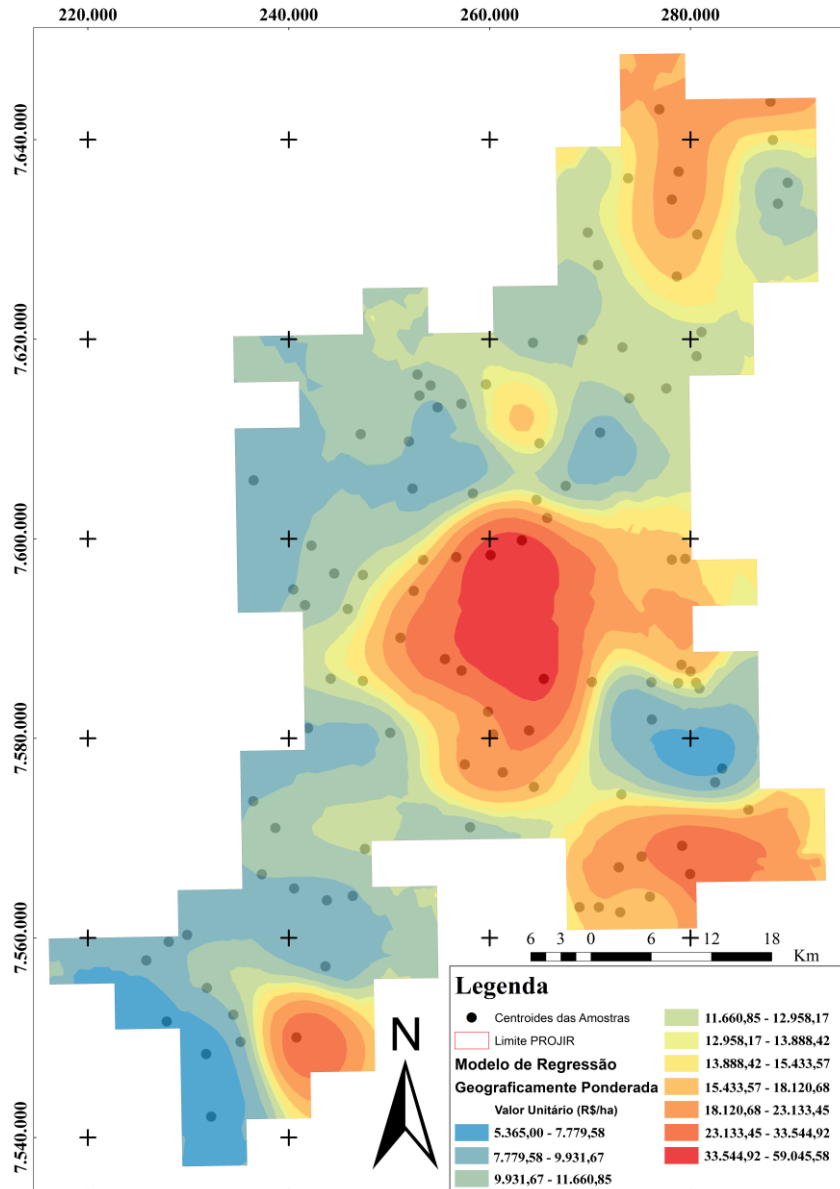 220.000 240.000 260.000 280.000
7.640.000
7.620.000
7.600.000
7.580.000
7.560.000
7.540.000
6 3 0 6 12 18
Km
N
Legenda
Centroides das Amostras
Limite PROJIR
Modelo de Regressão
Geograficamente Ponderada
Valor Unitário (R$/ha)
5.365,00 - 7.779,58
7.779,58 - 9.931,67
9.931,67 - 11.660,85
11.660,85 - 12.958,17
12.958,17 - 13.888,42
13.888,42 - 15.433,57
15.433,57 - 18.120,68
18.120,68 - 23.133,45
23.133,45 - 33.544,92
33.544,92 - 59.045,58